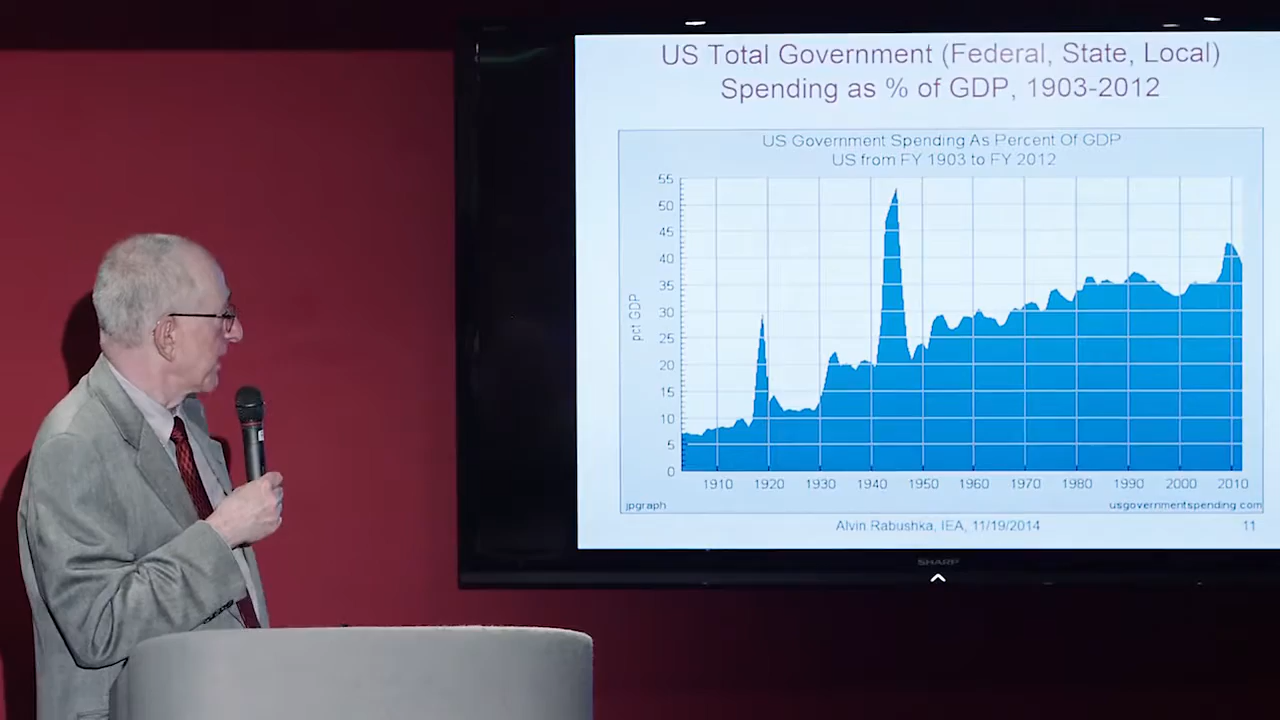 US Total Government (Federal, State, Local)
Spending as % of GDP, 1903-2012
US Government Spending As Percent Of GDP
US from FY 1903 to FY 2012
55
50
45
40
35
30
25
20
15
10
5
0
pct GDP
1910 1920 1930 1940 1950 1960 1970 1980 1990 2000 2010
jpgraph usgovernmentspending.com
Alvin Rabushka, IEA, 11/19/2014 11
SHARP